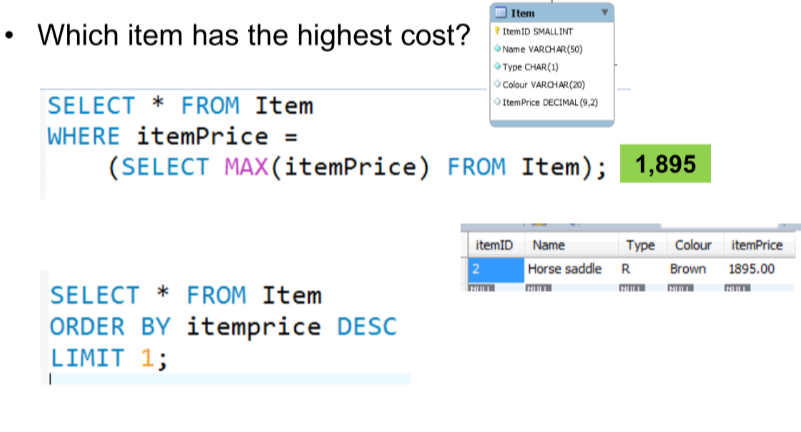 • Which item has the highest cost?
Item
ItemID SMALLINT
Name VARCHAR(50)
Type CHAR(1)
Colour VARCHAR(20)
ItemPrice DECIMAL(9,2)
SELECT * FROM Item
WHERE itemPrice =
(SELECT MAX(itemPrice) FROM Item);
1,895
itemID Name Type Colour itemPrice
2 Horse saddle R Brown 1895.00
NULL NULL NULL NULL NULL
SELECT * FROM Item
ORDER BY itemprice DESC
LIMIT 1;